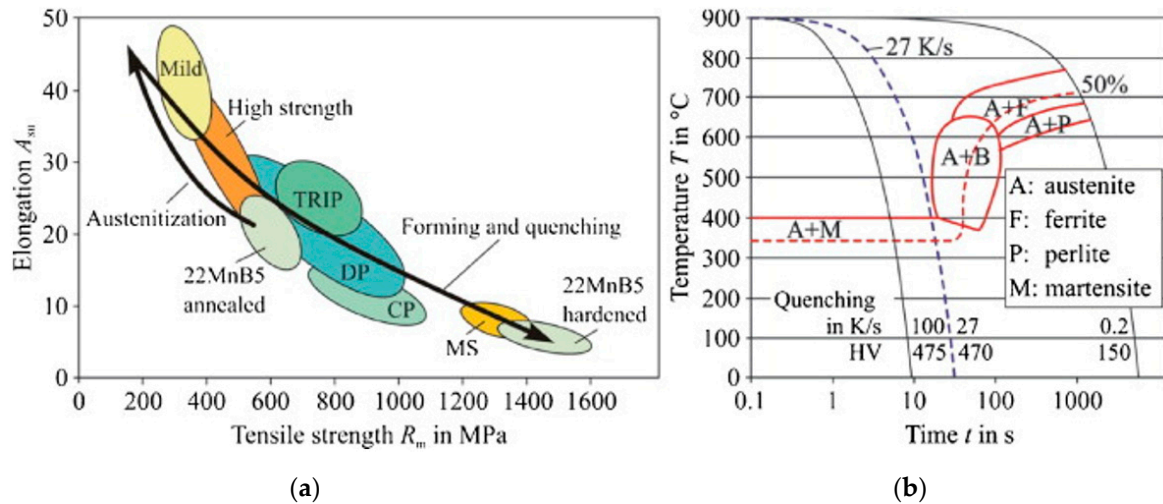 50
40
30
20
10
0
Elongation A_su
Mild
High strength
TRIP
Austenitization
Forming and quenching
22MnB5
annealed
DP
CP
22MnB5
hardened
MS
0 200 400 600 800 1000 1200 1400 1600
Tensile strength R_m in MPa
(a)
900
800
700
600
500
400
300
200
100
0
Temperature T in °C
27 K/s
50%
A+F
A+P
A+B
A+M
A: austenite
F: ferrite
P: perlite
M: martensite
Quenching
in K/s 100 27 0.2
HV 475 470 150
0.1 1 10 100 1000
Time t in s
(b)